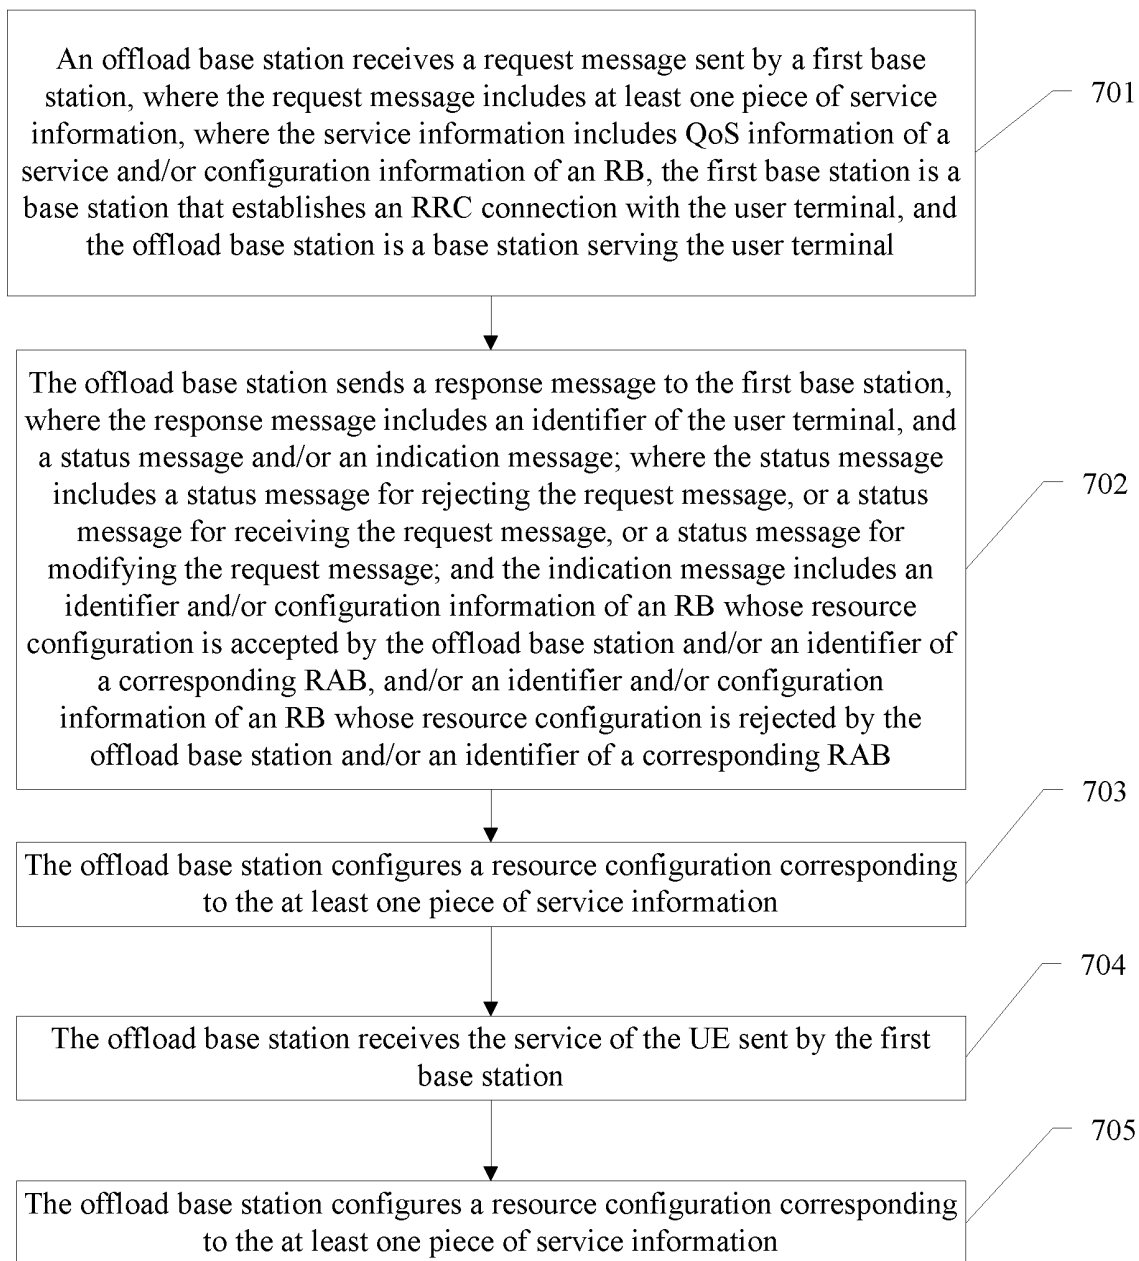 An offload base station receives a request message sent by a first base
station, where the request message includes at least one piece of service
information, where the service information includes QoS information of a
service and/or configuration information of an RB, the first base station is a
base station that establishes an RRC connection with the user terminal, and
the offload base station is a base station serving the user terminal
701
The offload base station sends a response message to the first base station,
where the response message includes an identifier of the user terminal, and
a status message and/or an indication message; where the status message
includes a status message for rejecting the request message, or a status
message for receiving the request message, or a status message for
modifying the request message; and the indication message includes an
identifier and/or configuration information of an RB whose resource
configuration is accepted by the offload base station and/or an identifier of
a corresponding RAB, and/or an identifier and/or configuration
information of an RB whose resource configuration is rejected by the
offload base station and/or an identifier of a corresponding RAB
702
The offload base station configures a resource configuration corresponding
to the at least one piece of service information
703
The offload base station receives the service of the UE sent by the first
base station
704
The offload base station configures a resource configuration corresponding
to the at least one piece of service information
705